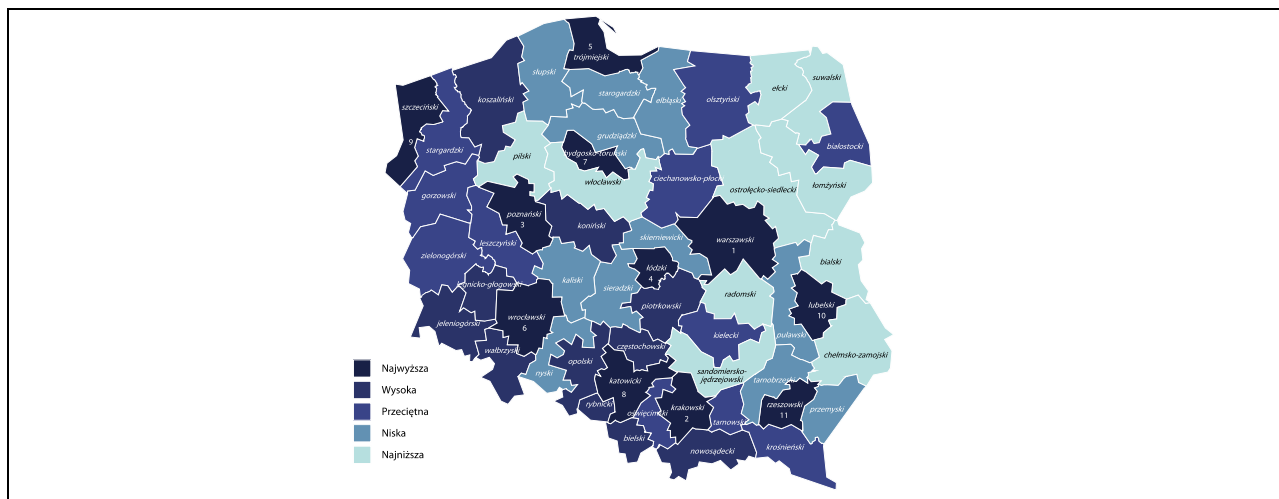 5
trójmiejski
słupski
koszaliński
szczeciński
9
stargardzki
starogardzki
elbląski
olsztyński
ełcki
suwalski
białostocki
grudziądzki
bydgosko-toruński
7
pilski
włocławski
ciechanowsko-płocki
ostrołęcko-siedlecki
łomżyński
gorzowski
poznański
3
koniński
leszczyński
skierniewicki
warszawski
1
zielonogórski
łódzki
4
bialski
legnicko-głogowski
kaliski
sieradzki
radomski
piotrkowski
lubelski
10
wrocławski
6
jeleniogórski
kielecki
puławski
wałbrzyski
częstochowski
opolski
chełmsko-zamojski
nyski
sandomiersko-
jędrzejowski
katowicki
8
tarnobrzeski
rybnicki
oświęcimski
krakowski
2
rzeszowski
11
przemyski
tarnowski
bielski
nowosądecki
krośnieński
Najwyższa
Wysoka
Przeciętna
Niska
Najniższa